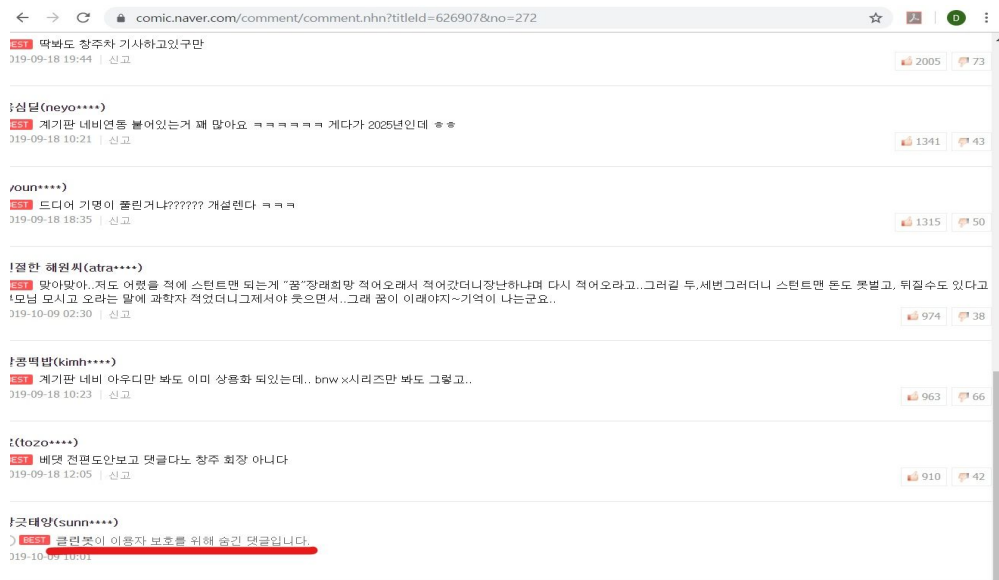 comic.naver.com/comment/comment.nhn?titleId=626907&no=272
D
EST 딱봐도 창주차 기사하고있구만
019-09-18 19:44 | 신고
2005 73
심달(neyo****)
EST 계기판 네비연동 붙어있는거 꽤 많아요 ㅋㅋㅋㅋㅋㅋ 게다가 2025년인데 ㅎㅎ
019-09-18 10:21 | 신고
1341 43
youn****)
EST 드디어 기명이 풀린거냐?????? 개설렌다 ㅋㅋㅋ
019-09-18 18:35 | 신고
1315 50
절한 해원씨(atra****)
EST 맞아맞아..저도 어렸을 적에 스턴트맨 되는게 "꿈"장래희망 적어오래서 적어갔더니장난하냐며 다시 적어오라고..그러길 두,세번그러더니 스턴트맨 돈도 못벌고, 뒤질수도 있다고
모님 모시고 오라는 말에 과학자 적었더니그제서야 웃으면서..그래 꿈이 이래야지~기억이 나는군요..
019-10-09 02:30 | 신고
974 38
콩떡밥(kimh****)
EST 계기판 네비 아우디만 봐도 이미 상용화 되있는데.. bnw x시리즈만 봐도 그렇고..
019-09-18 10:23 | 신고
963 66
(tozo****)
EST 베댓 전편도안보고 댓글다노 창주 회장 아니다
019-09-18 12:05 | 신고
910 42
긋태양(sunn****)
BEST 클린봇이 이용자 보호를 위해 숨긴 댓글입니다.
019-10-09 10:01